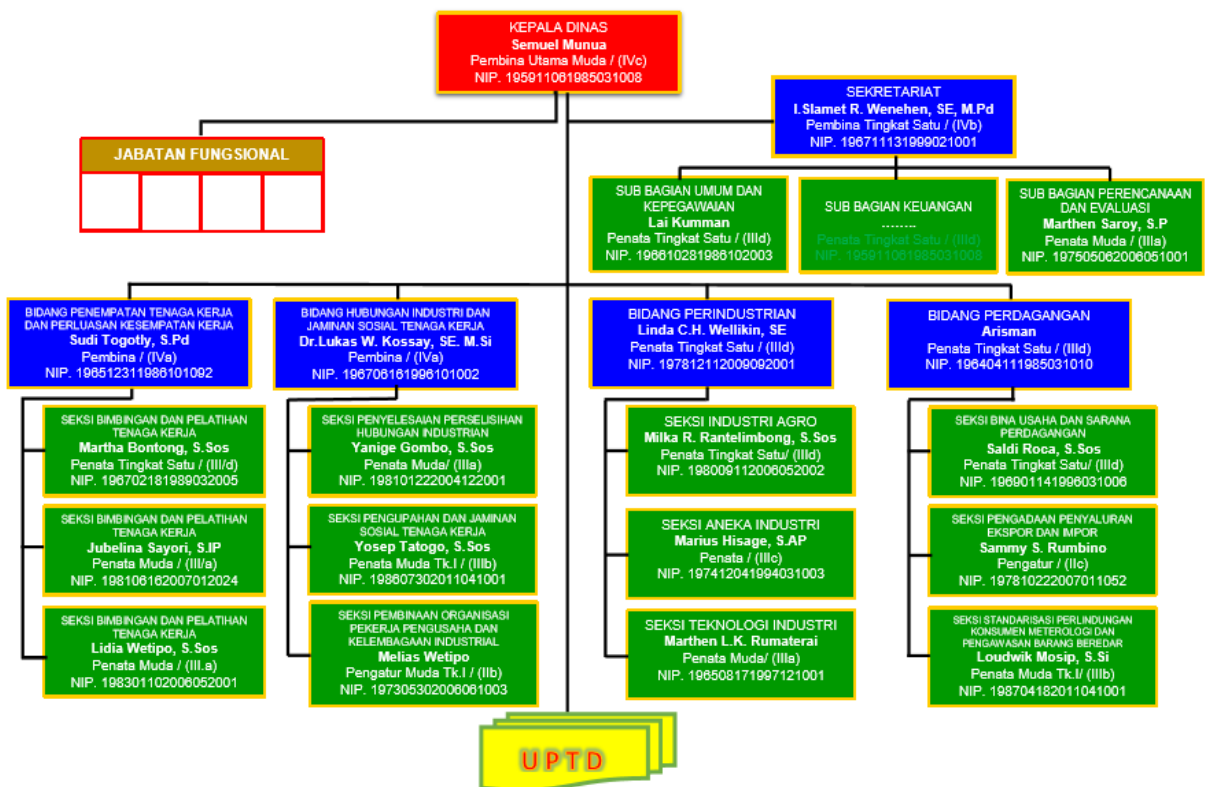 KEPALA DINAS
Semuel Munua
Pembina Utama Muda / (IVc)
NIP. 195911061985031008
SEKRETARIAT
I.Slamet R. Wenehen, SE, M.Pd
Pembina Tingkat Satu / (IVb)
NIP. 196711131999021001
JABATAN FUNGSIONAL
SUB BAGIAN UMUM DAN
KEPEGAWAIAN
Lai Kumman
Penata Tingkat Satu / (IIId)
NIP. 196610281986102003
SUB BAGIAN KEUANGAN
........
Penata Tingkat Satu / (IIId)
NIP. 195911061985031008
SUB BAGIAN PERENCANAAN
DAN EVALUASI
Marthen Saroy, S.P
Penata Muda / (IIIa)
NIP. 197505062006051001
BIDANG PENEMPATAN TENAGA KERJA
DAN PERLUASAN KESEMPATAN KERJA
Sudi Togotly, S.Pd
Pembina / (IVa)
NIP. 196512311986101092
BIDANG HUBUNGAN INDUSTRI DAN
JAMINAN SOSIAL TENAGA KERJA
Dr.Lukas W. Kossay, SE. M.Si
Pembina / (IVa)
NIP. 196706161996101002
BIDANG PERINDUSTRIAN
Linda C.H. Wellikin, SE
Penata Tingkat Satu / (IIId)
NIP. 197812112009092001
BIDANG PERDAGANGAN
Arisman
Penata Tingkat Satu / (IIId)
NIP. 196404111985031010
SEKSI BIMBINGAN DAN PELATIHAN
TENAGA KERJA
Martha Bontong, S.Sos
Penata Tingkat Satu / (III/d)
NIP. 196702181989032005
SEKSI PENYELESAIAN PERSELISIHAN
HUBUNGAN INDUSTRIAN
Yanige Gombo, S.Sos
Penata Muda/ (IIIa)
NIP. 198101222004122001
SEKSI INDUSTRI AGRO
Milka R. Rantelimbong, S.Sos
Penata Tingkat Satu/ (IIId)
NIP. 198009112006052002
SEKSI BINA USAHA DAN SARANA
PERDAGANGAN
Saldi Roca, S.Sos
Penata Tingkat Satu/ (IIId)
NIP. 196901141996031006
SEKSI BIMBINGAN DAN PELATIHAN
TENAGA KERJA
Jubelina Sayori, S.IP
Penata Muda / (III/a)
NIP. 198106162007012024
SEKSI PENGUPAHAN DAN JAMINAN
SOSIAL TENAGA KERJA
Yosep Tatogo, S.Sos
Penata Muda Tk.I / (IIIb)
NIP. 198607302011041001
SEKSI ANEKA INDUSTRI
Marius Hisage, S.AP
Penata / (IIIc)
NIP. 197412041994031003
SEKSI PENGADAAN PENYALURAN
EKSPOR DAN IMPOR
Sammy S. Rumbino
Pengatur / (IIc)
NIP. 197810222007011052
SEKSI BIMBINGAN DAN PELATIHAN
TENAGA KERJA
Lidia Wetipo, S.Sos
Penata Muda / (III.a)
NIP. 198301102006052001
SEKSI PEMBINAAN ORGANISASI
PEKERJA PENGUSAHA DAN
KELEMBAGAAN INDUSTRIAL
Melias Wetipo
Pengatur Muda Tk.I / (IIb)
NIP. 197305302006061003
SEKSI TEKNOLOGI INDUSTRI
Marthen L.K. Rumaterai
Penata Muda/ (IIIa)
NIP. 196508171997121001
SEKSI STANDARISASI PERLINDUNGAN
KONSUMEN METEROLOGI DAN
PENGAWASAN BARANG BEREDAR
Loudwik Mosip, S.Si
Penata Muda Tk.I/ (IIIb)
NIP. 198704182011041001
UPTD